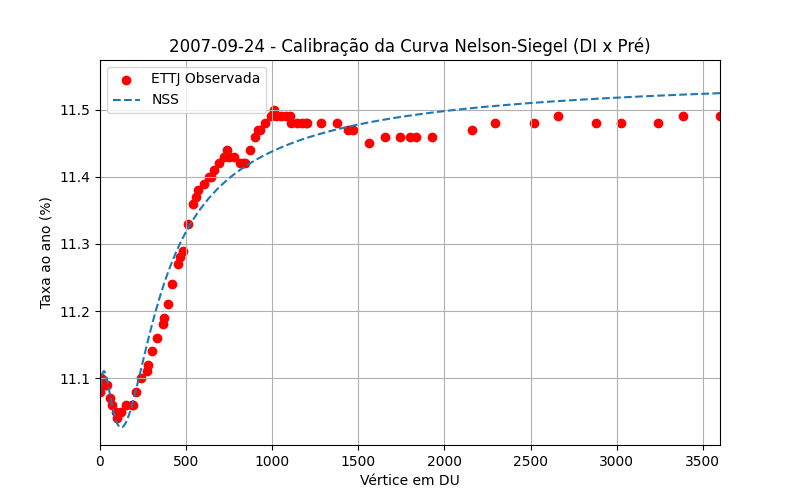 2007-09-24 - Calibração da Curva Nelson-Siegel (DI x Pré)
ETTJ Observada
NSS
Taxa ao ano (%)
11.5
11.4
11.3
11.2
11.1
0 500 1000 1500 2000 2500 3000 3500
Vértice em DU